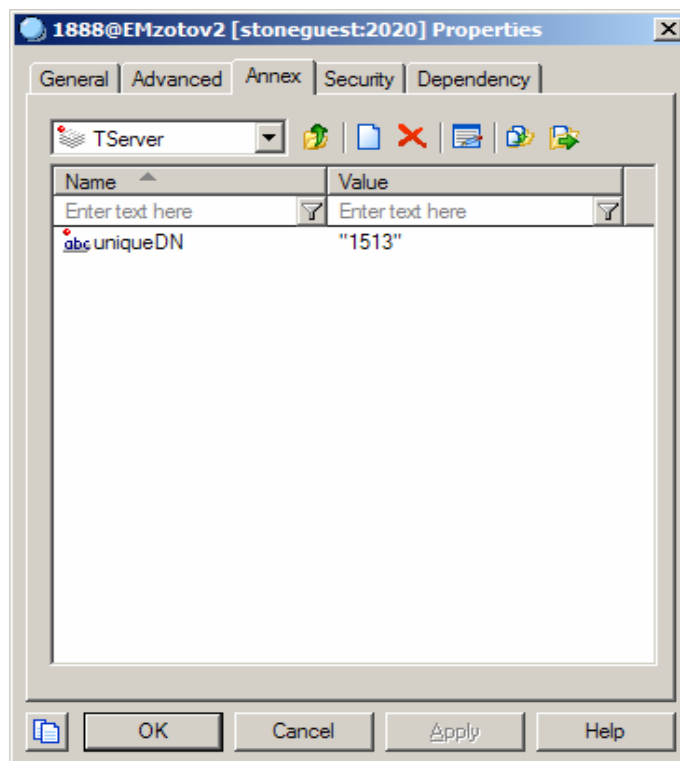 1888@EMzotov2 [stoneguest:2020] Properties
General Advanced Annex Security Dependency
TServer
Name Value
Enter text here Enter text here
abc uniqueDN "1513"
OK Cancel Apply Help